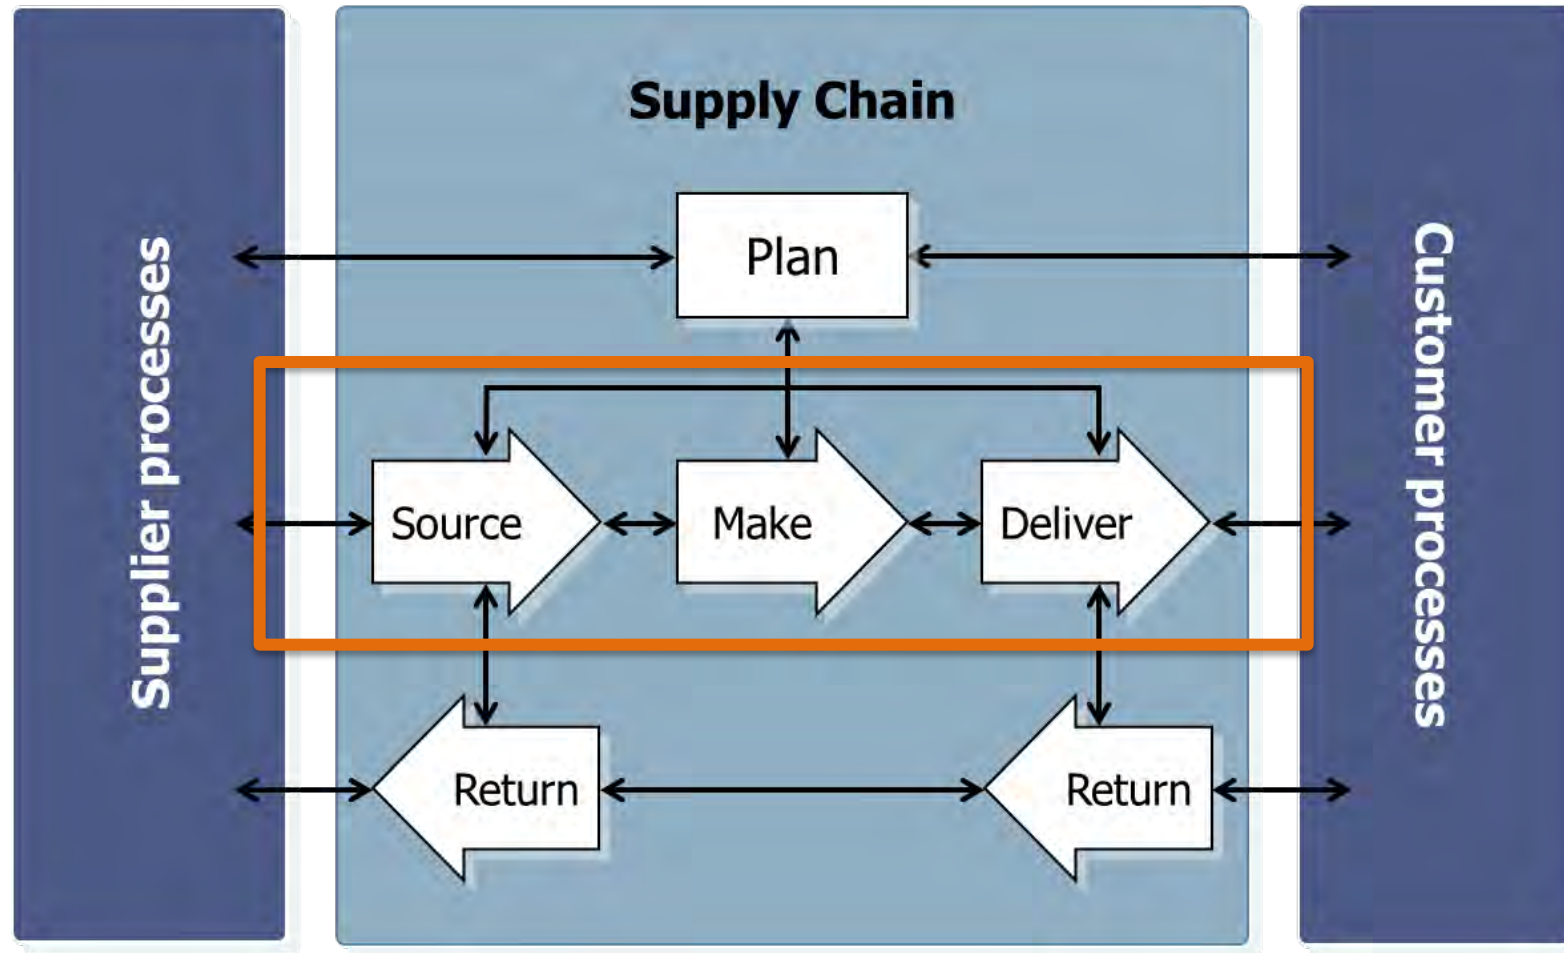 Supply Chain
Supplier processes
Plan
Customer processes
Source
Make
Deliver
Return
Return